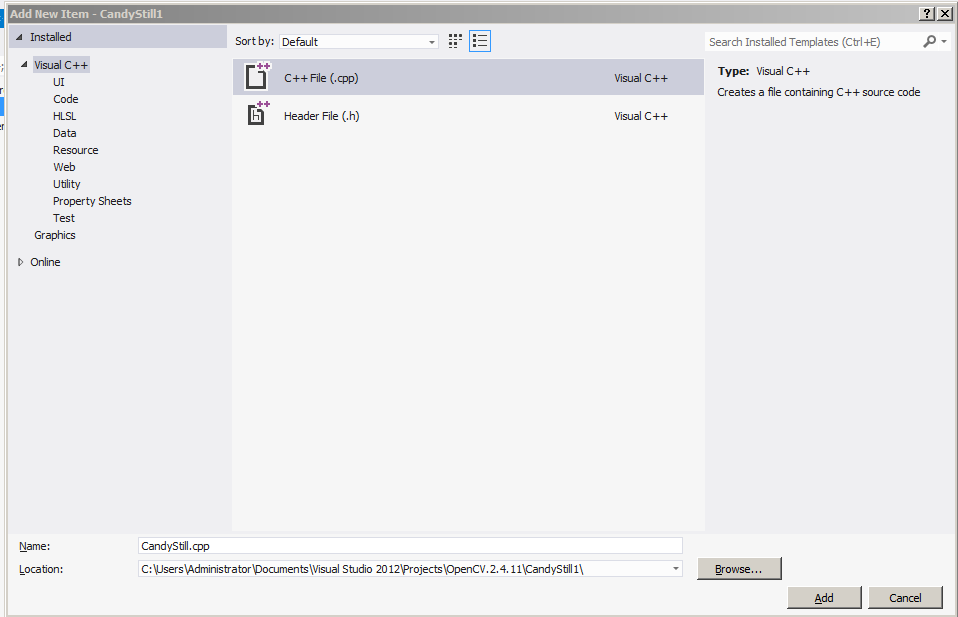 Add New Item - CandyStill1
? X
Installed
Sort by: Default
Search Installed Templates (Ctrl+E)
Visual C++
UI
Code
HLSL
Data
Resource
Web
Utility
Property Sheets
Test
Graphics
Online
++ C++ File (.cpp) Visual C++
++ h Header File (.h) Visual C++
Type: Visual C++
Creates a file containing C++ source code
Name: CandyStill.cpp
Location: C:\Users\Administrator\Documents\Visual Studio 2012\Projects\OpenCV.2.4.11\CandyStill1\
Browse...
Add Cancel